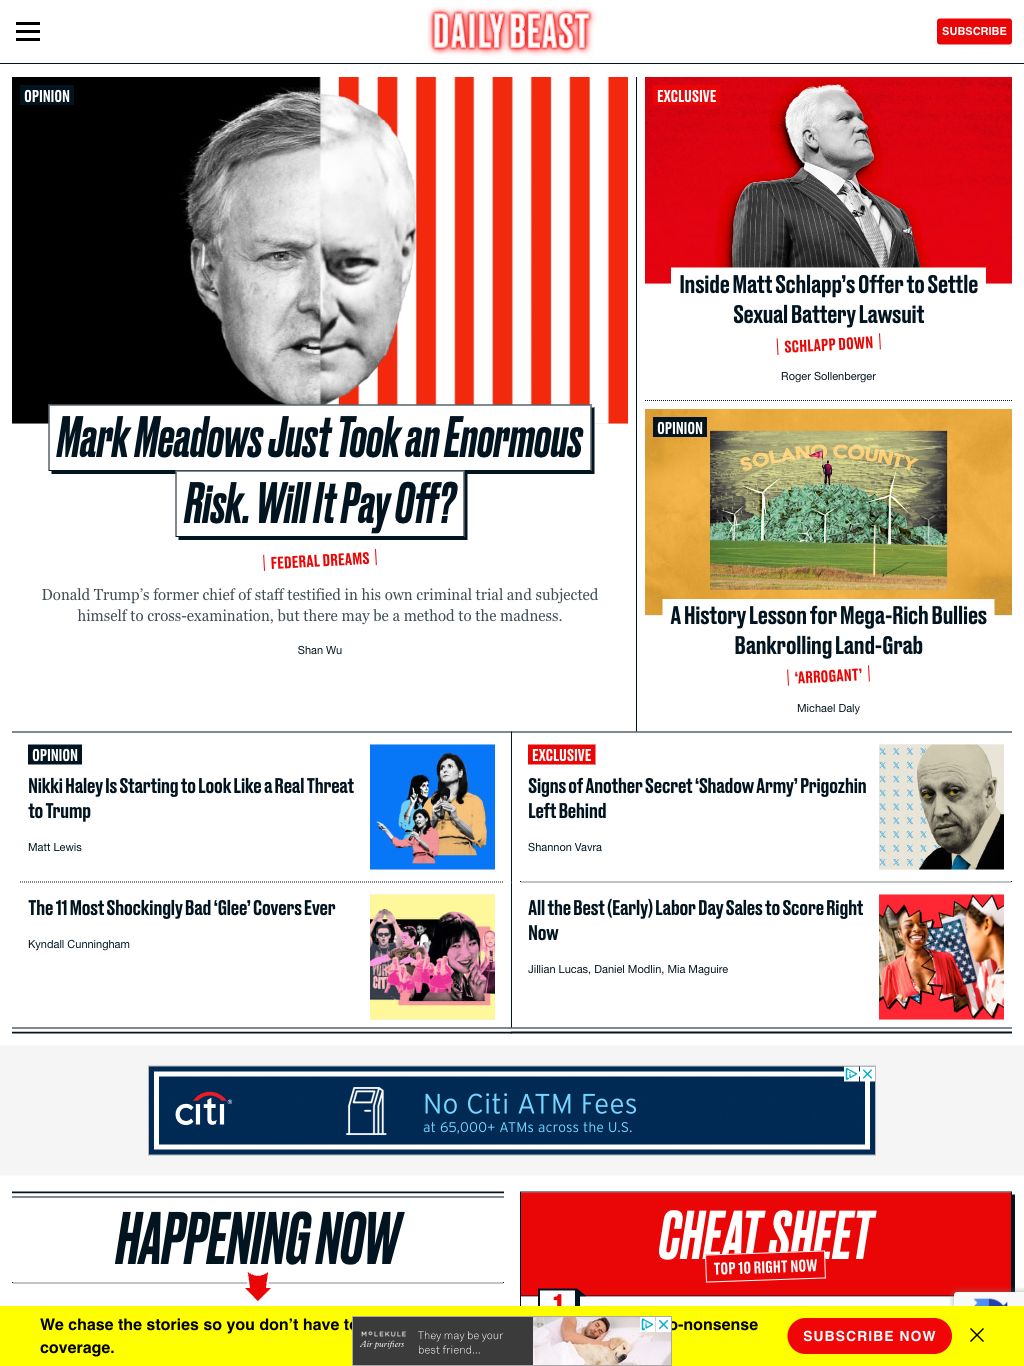 DAILY BEAST
SUBSCRIBE
OPINION
Mark Meadows Just Took an Enormous
Risk. Will It Pay Off?
FEDERAL DREAMS
Donald Trump’s former chief of staff testified in his own criminal trial and subjected
himself to cross-examination, but there may be a method to the madness.
Shan Wu
EXCLUSIVE
Inside Matt Schlapp’s Offer to Settle
Sexual Battery Lawsuit
SCHLAPP DOWN
Roger Sollenberger
OPINION
SOLANO COUNTY
A History Lesson for Mega-Rich Bullies
Bankrolling Land-Grab
‘ARROGANT’
Michael Daly
OPINION
Nikki Haley Is Starting to Look Like a Real Threat
to Trump
Matt Lewis
EXCLUSIVE
Signs of Another Secret ‘Shadow Army’ Prigozhin
Left Behind
Shannon Vavra
The 11 Most Shockingly Bad ‘Glee’ Covers Ever
Kyndall Cunningham
All the Best (Early) Labor Day Sales to Score Right
Now
Jillian Lucas, Daniel Modlin, Mia Maguire
citi
No Citi ATM Fees
at 65,000+ ATMs across the U.S.
HAPPENING NOW
CHEAT SHEET
TOP 10 RIGHT NOW
1
We chase the stories so you don’t have
-nonsense
coverage.
MOLEKULE
Air purifiers
They may be your
best friend...
SUBSCRIBE NOW